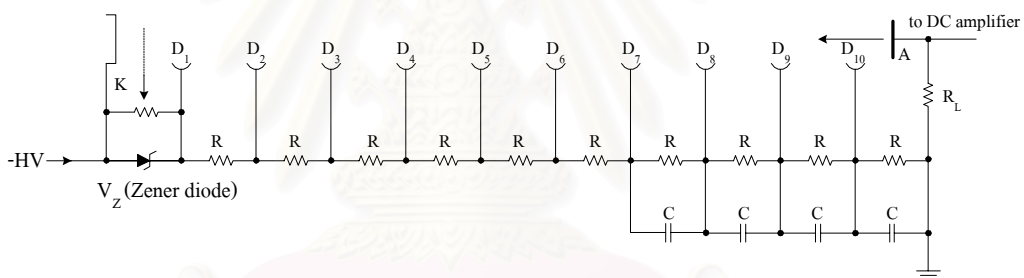 to DC amplifier
D1 D2 D3 D4 D5 D6 D7 D8 D9 D10 A
K RL
R R R R R R R R R R
-HV
VZ (Zener diode)
C C C C